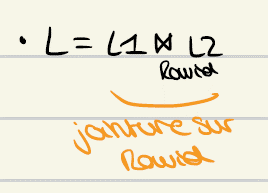 • L = L1 ⋈ L2
Rowid
jointure sur
Rowid